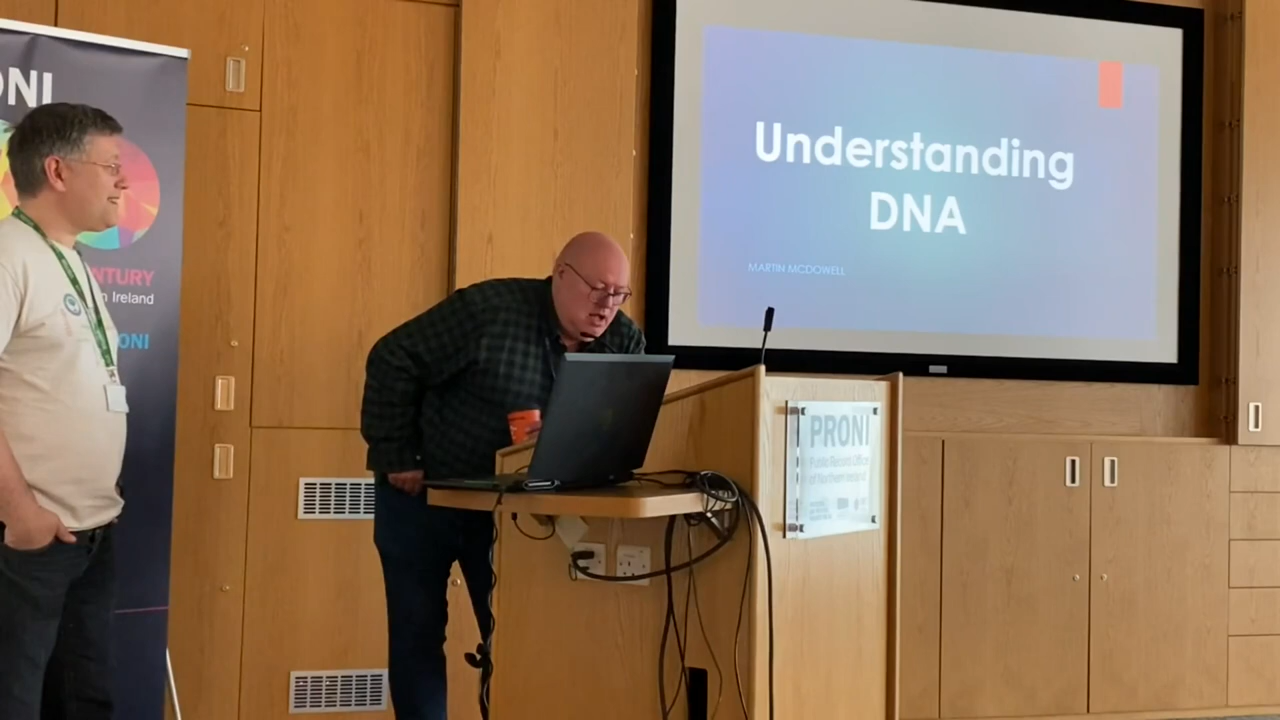 ONI
NTURY
n Ireland
ONI
Understanding
DNA
MARTIN MCDOWELL
PRONI
Public Record Office
of Northern Ireland